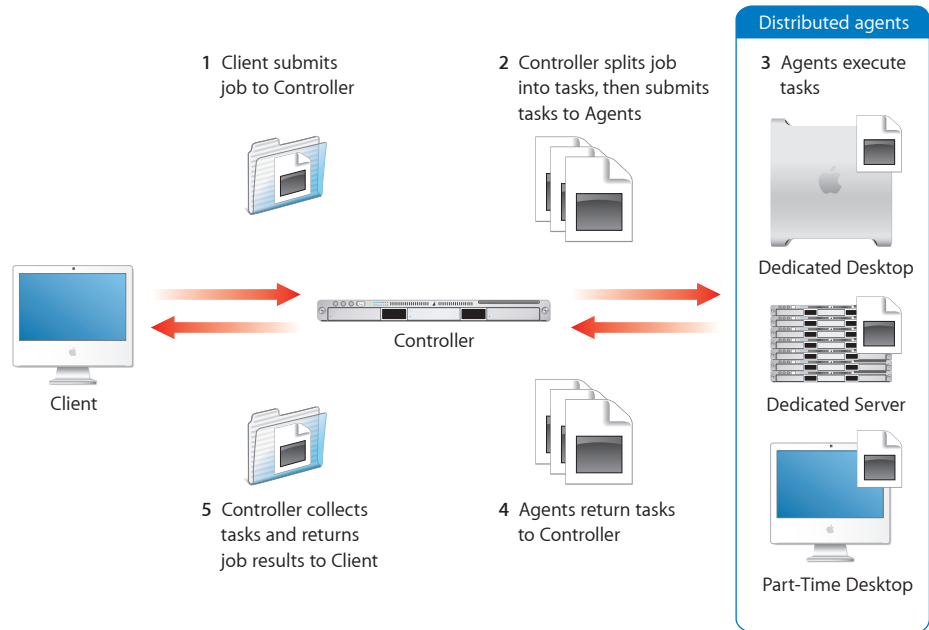 Distributed agents
1 Client submits
job to Controller
2 Controller splits job
into tasks, then submits
tasks to Agents
3 Agents execute
tasks
Dedicated Desktop
Controller
Client
Dedicated Server
5 Controller collects
tasks and returns
job results to Client
4 Agents return tasks
to Controller
Part-Time Desktop